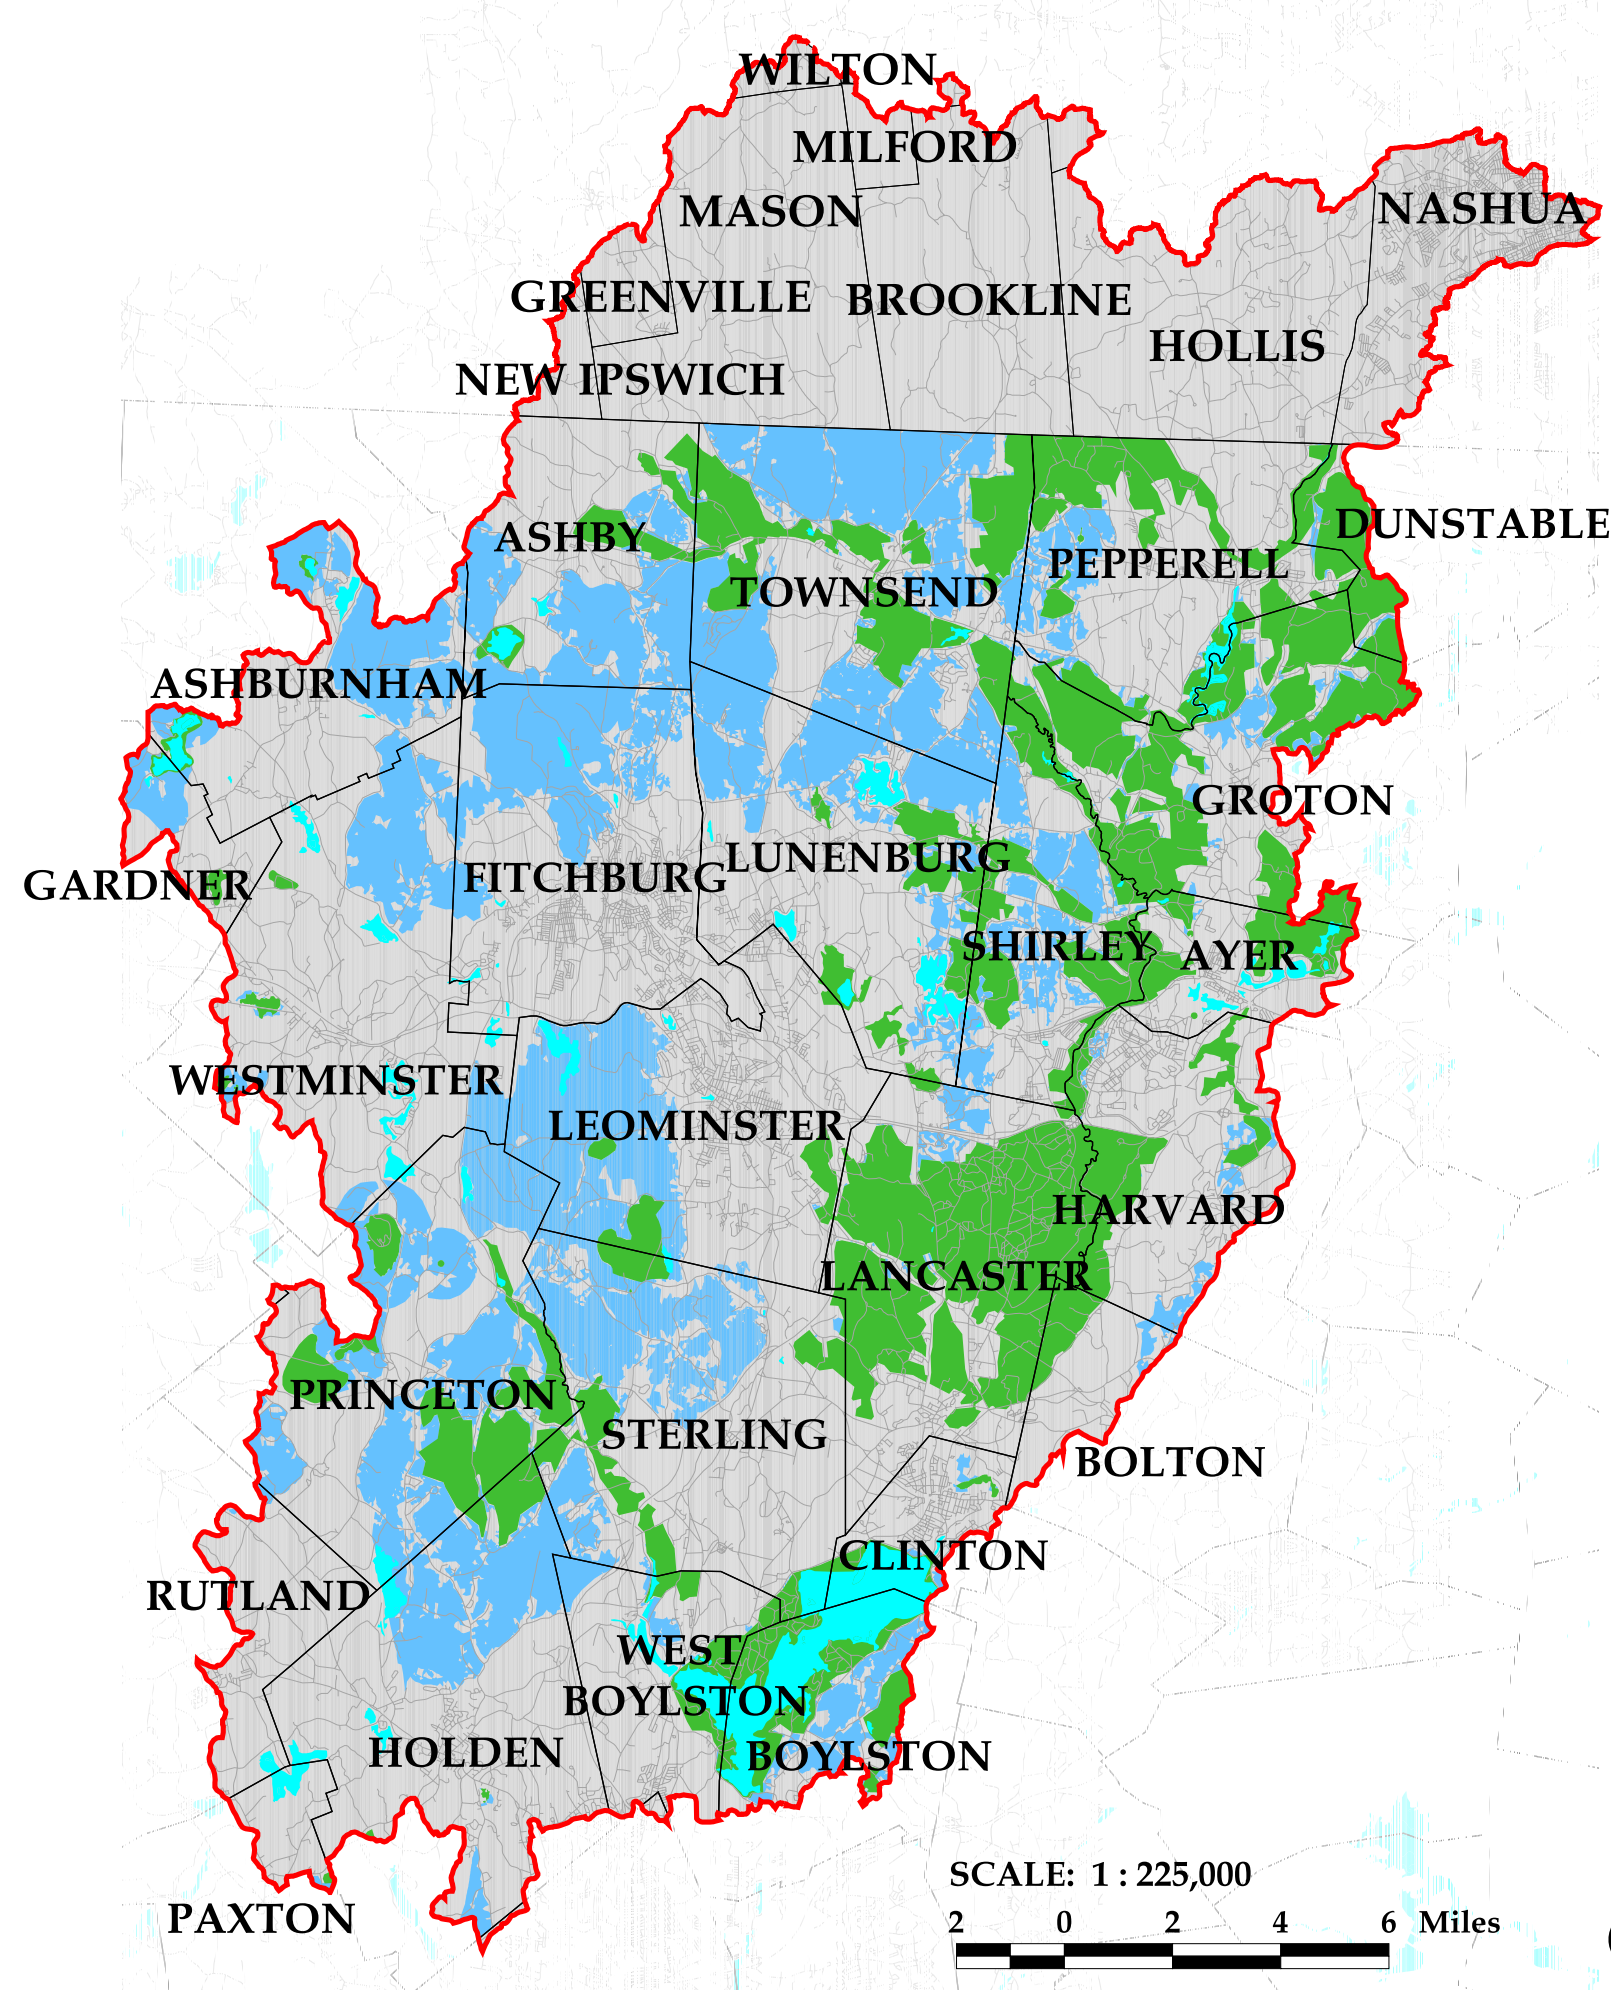 WILTON
MILFORD
MASON
NASHUA
GREENVILLE
BROOKLINE
HOLLIS
NEW IPSWICH
ASHBY
DUNSTABLE
PEPPERELL
TOWNSEND
ASHBURNHAM
GROTON
LUNENBURG
FITCHBURG
GARDNER
SHIRLEY
AYER
WESTMINSTER
LEOMINSTER
HARVARD
LANCASTER
PRINCETON
STERLING
BOLTON
CLINTON
RUTLAND
WEST
BOYLSTON
HOLDEN
BOYLSTON
PAXTON
SCALE: 1 : 225,000
2 0 2 4 6 Miles